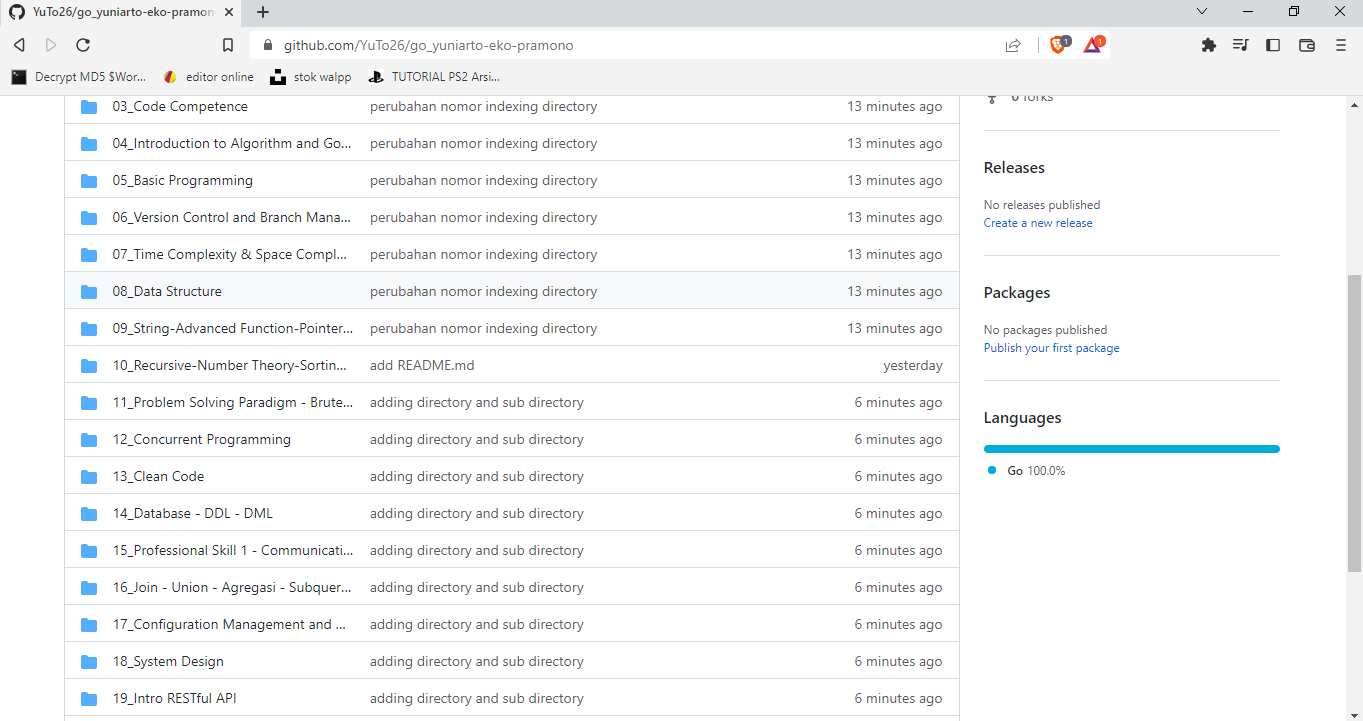 YuTo26/go_yuniarto-eko-pramon
github.com/YuTo26/go_yuniarto-eko-pramono
1
1
Decrypt MD5 $Wor...
editor online
stok walpp
TUTORIAL PS2 Arsi...
03_Code Competence perubahan nomor indexing directory 13 minutes ago
04_Introduction to Algorithm and Go... perubahan nomor indexing directory 13 minutes ago
05_Basic Programming perubahan nomor indexing directory 13 minutes ago
06_Version Control and Branch Mana... perubahan nomor indexing directory 13 minutes ago
07_Time Complexity & Space Compl... perubahan nomor indexing directory 13 minutes ago
08_Data Structure perubahan nomor indexing directory 13 minutes ago
09_String-Advanced Function-Pointer... perubahan nomor indexing directory 13 minutes ago
10_Recursive-Number Theory-Sortin... add README.md yesterday
11_Problem Solving Paradigm - Brute... adding directory and sub directory 6 minutes ago
12_Concurrent Programming adding directory and sub directory 6 minutes ago
13_Clean Code adding directory and sub directory 6 minutes ago
14_Database - DDL - DML adding directory and sub directory 6 minutes ago
15_Professional Skill 1 - Communicati... adding directory and sub directory 6 minutes ago
16_Join - Union - Agregasi - Subquer... adding directory and sub directory 6 minutes ago
17_Configuration Management and ... adding directory and sub directory 6 minutes ago
18_System Design adding directory and sub directory 6 minutes ago
19_Intro RESTful API adding directory and sub directory 6 minutes ago
0 forks
Releases
No releases published
Create a new release
Packages
No packages published
Publish your first package
Languages
Go 100.0%